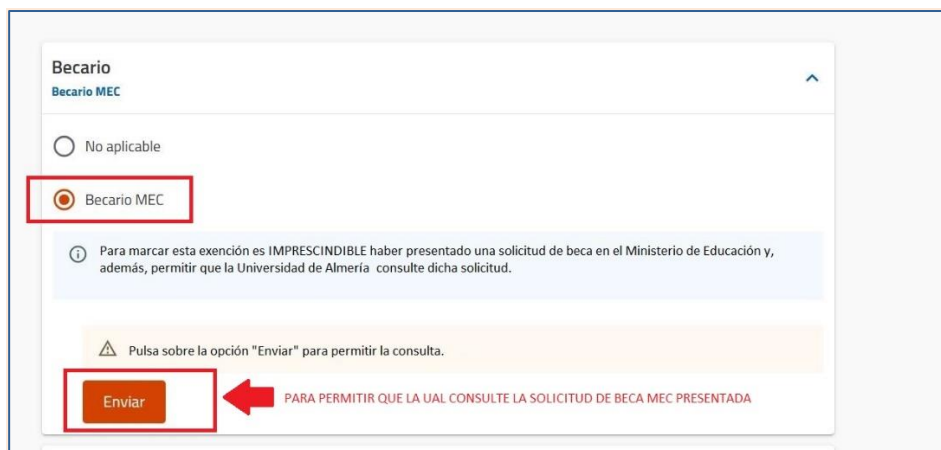 Becario
Becario MEC
No aplicable
Becario MEC
Para marcar esta exención es IMPRESCINDIBLE haber presentado una solicitud de beca en el Ministerio de Educación y,
además, permitir que la Universidad de Almería consulte dicha solicitud.
Pulsa sobre la opción "Enviar" para permitir la consulta.
Enviar
PARA PERMITIR QUE LA UAL CONSULTE LA SOLICITUD DE BECA MEC PRESENTADA